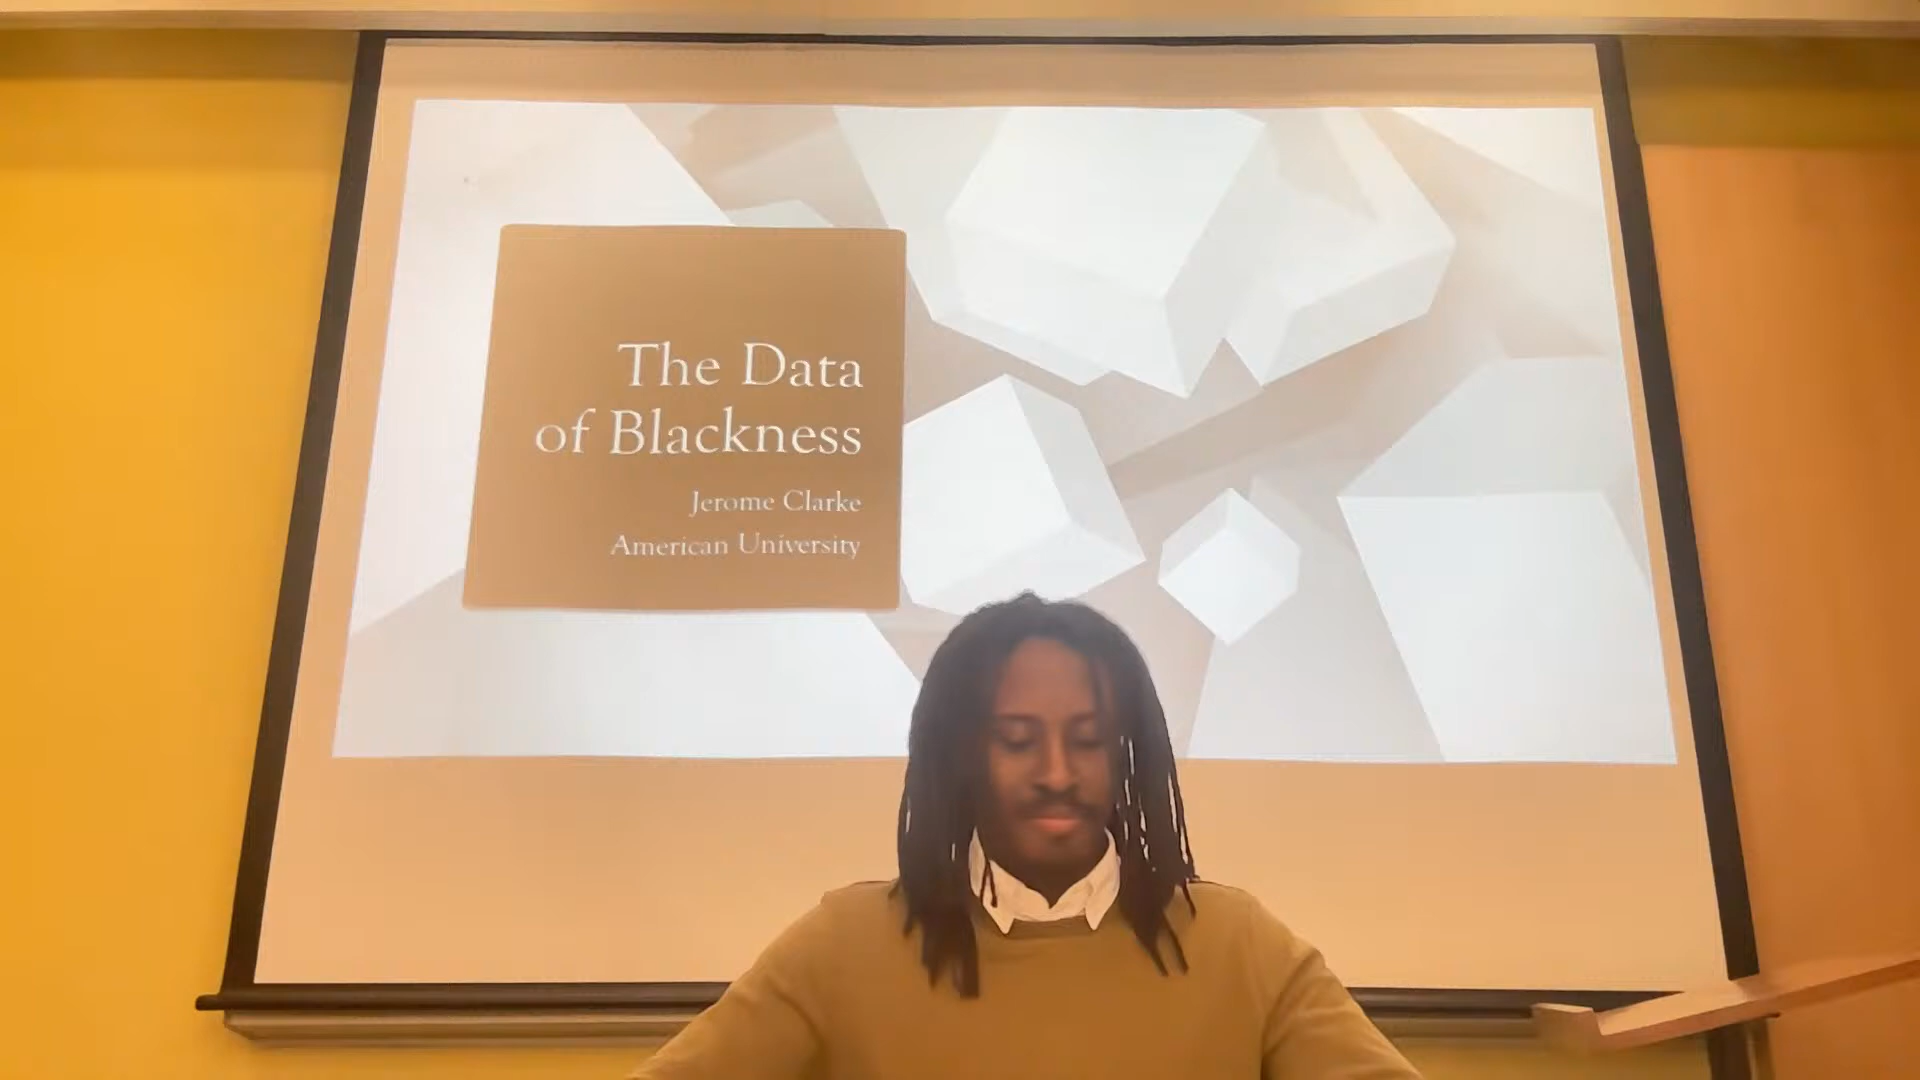 The Data
of Blackness
Jerome Clarke
American University